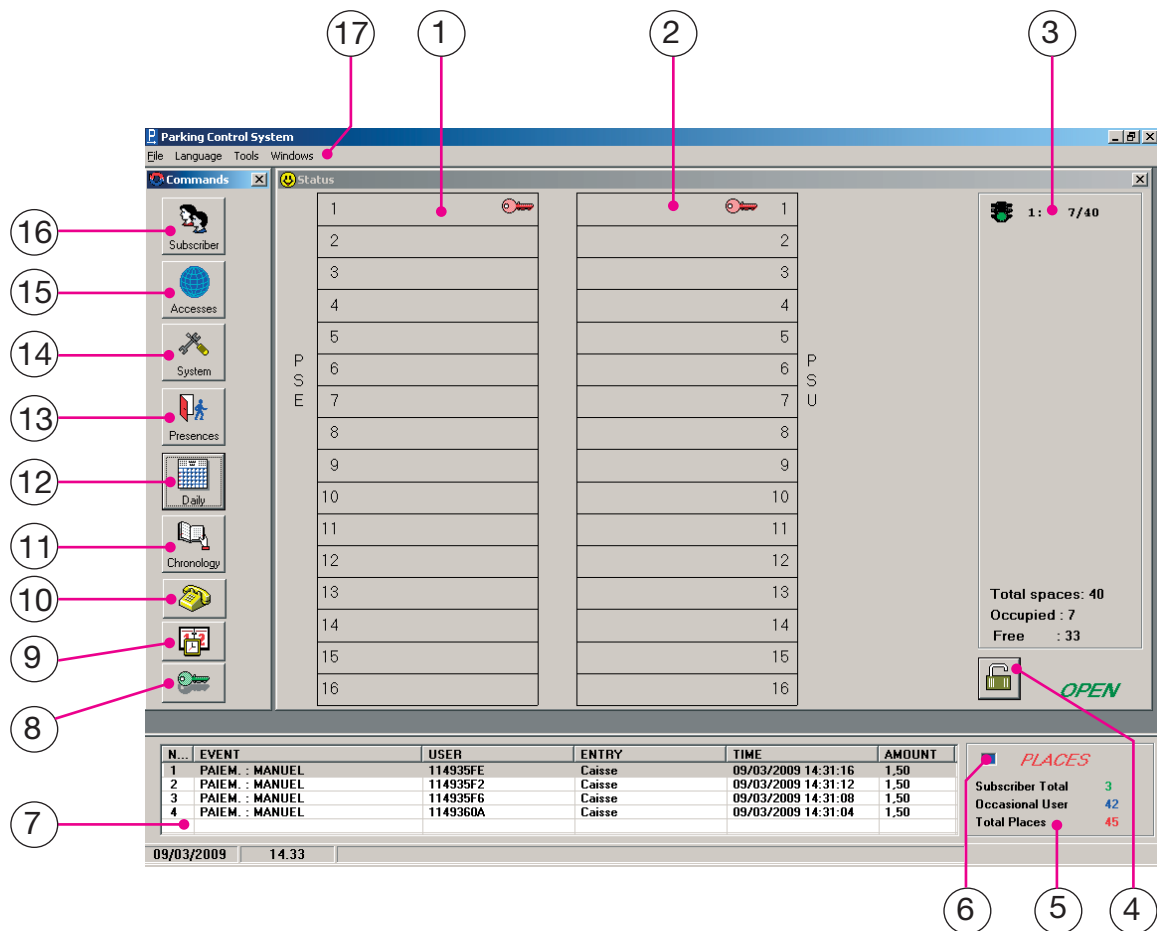 17 1 2 3
Parking Control System
File Language Tools Windows
Commands Status
16 Subscriber
15 Accesses
14 System
13 Presences
12 Daily
11 Chronology
10
9
8
PSE
1
2
3
4
5
6
7
8
9
10
11
12
13
14
15
16
1
2
3
4
5
6
7
8
9
10
11
12
13
14
15
16
PSU
1: 7/40
Total spaces: 40
Occupied : 7
Free : 33
OPEN
N... EVENT USER ENTRY TIME AMOUNT
1 PAIEM. : MANUEL 114935FE Caisse 09/03/2009 14:31:16 1,50
2 PAIEM. : MANUEL 114935F2 Caisse 09/03/2009 14:31:12 1,50
3 PAIEM. : MANUEL 114935F6 Caisse 09/03/2009 14:31:08 1,50
4 PAIEM. : MANUEL 1149360A Caisse 09/03/2009 14:31:04 1,50
7
PLACES
Subscriber Total 3
Occasional User 42
Total Places 45
09/03/2009 14.33
6 5 4